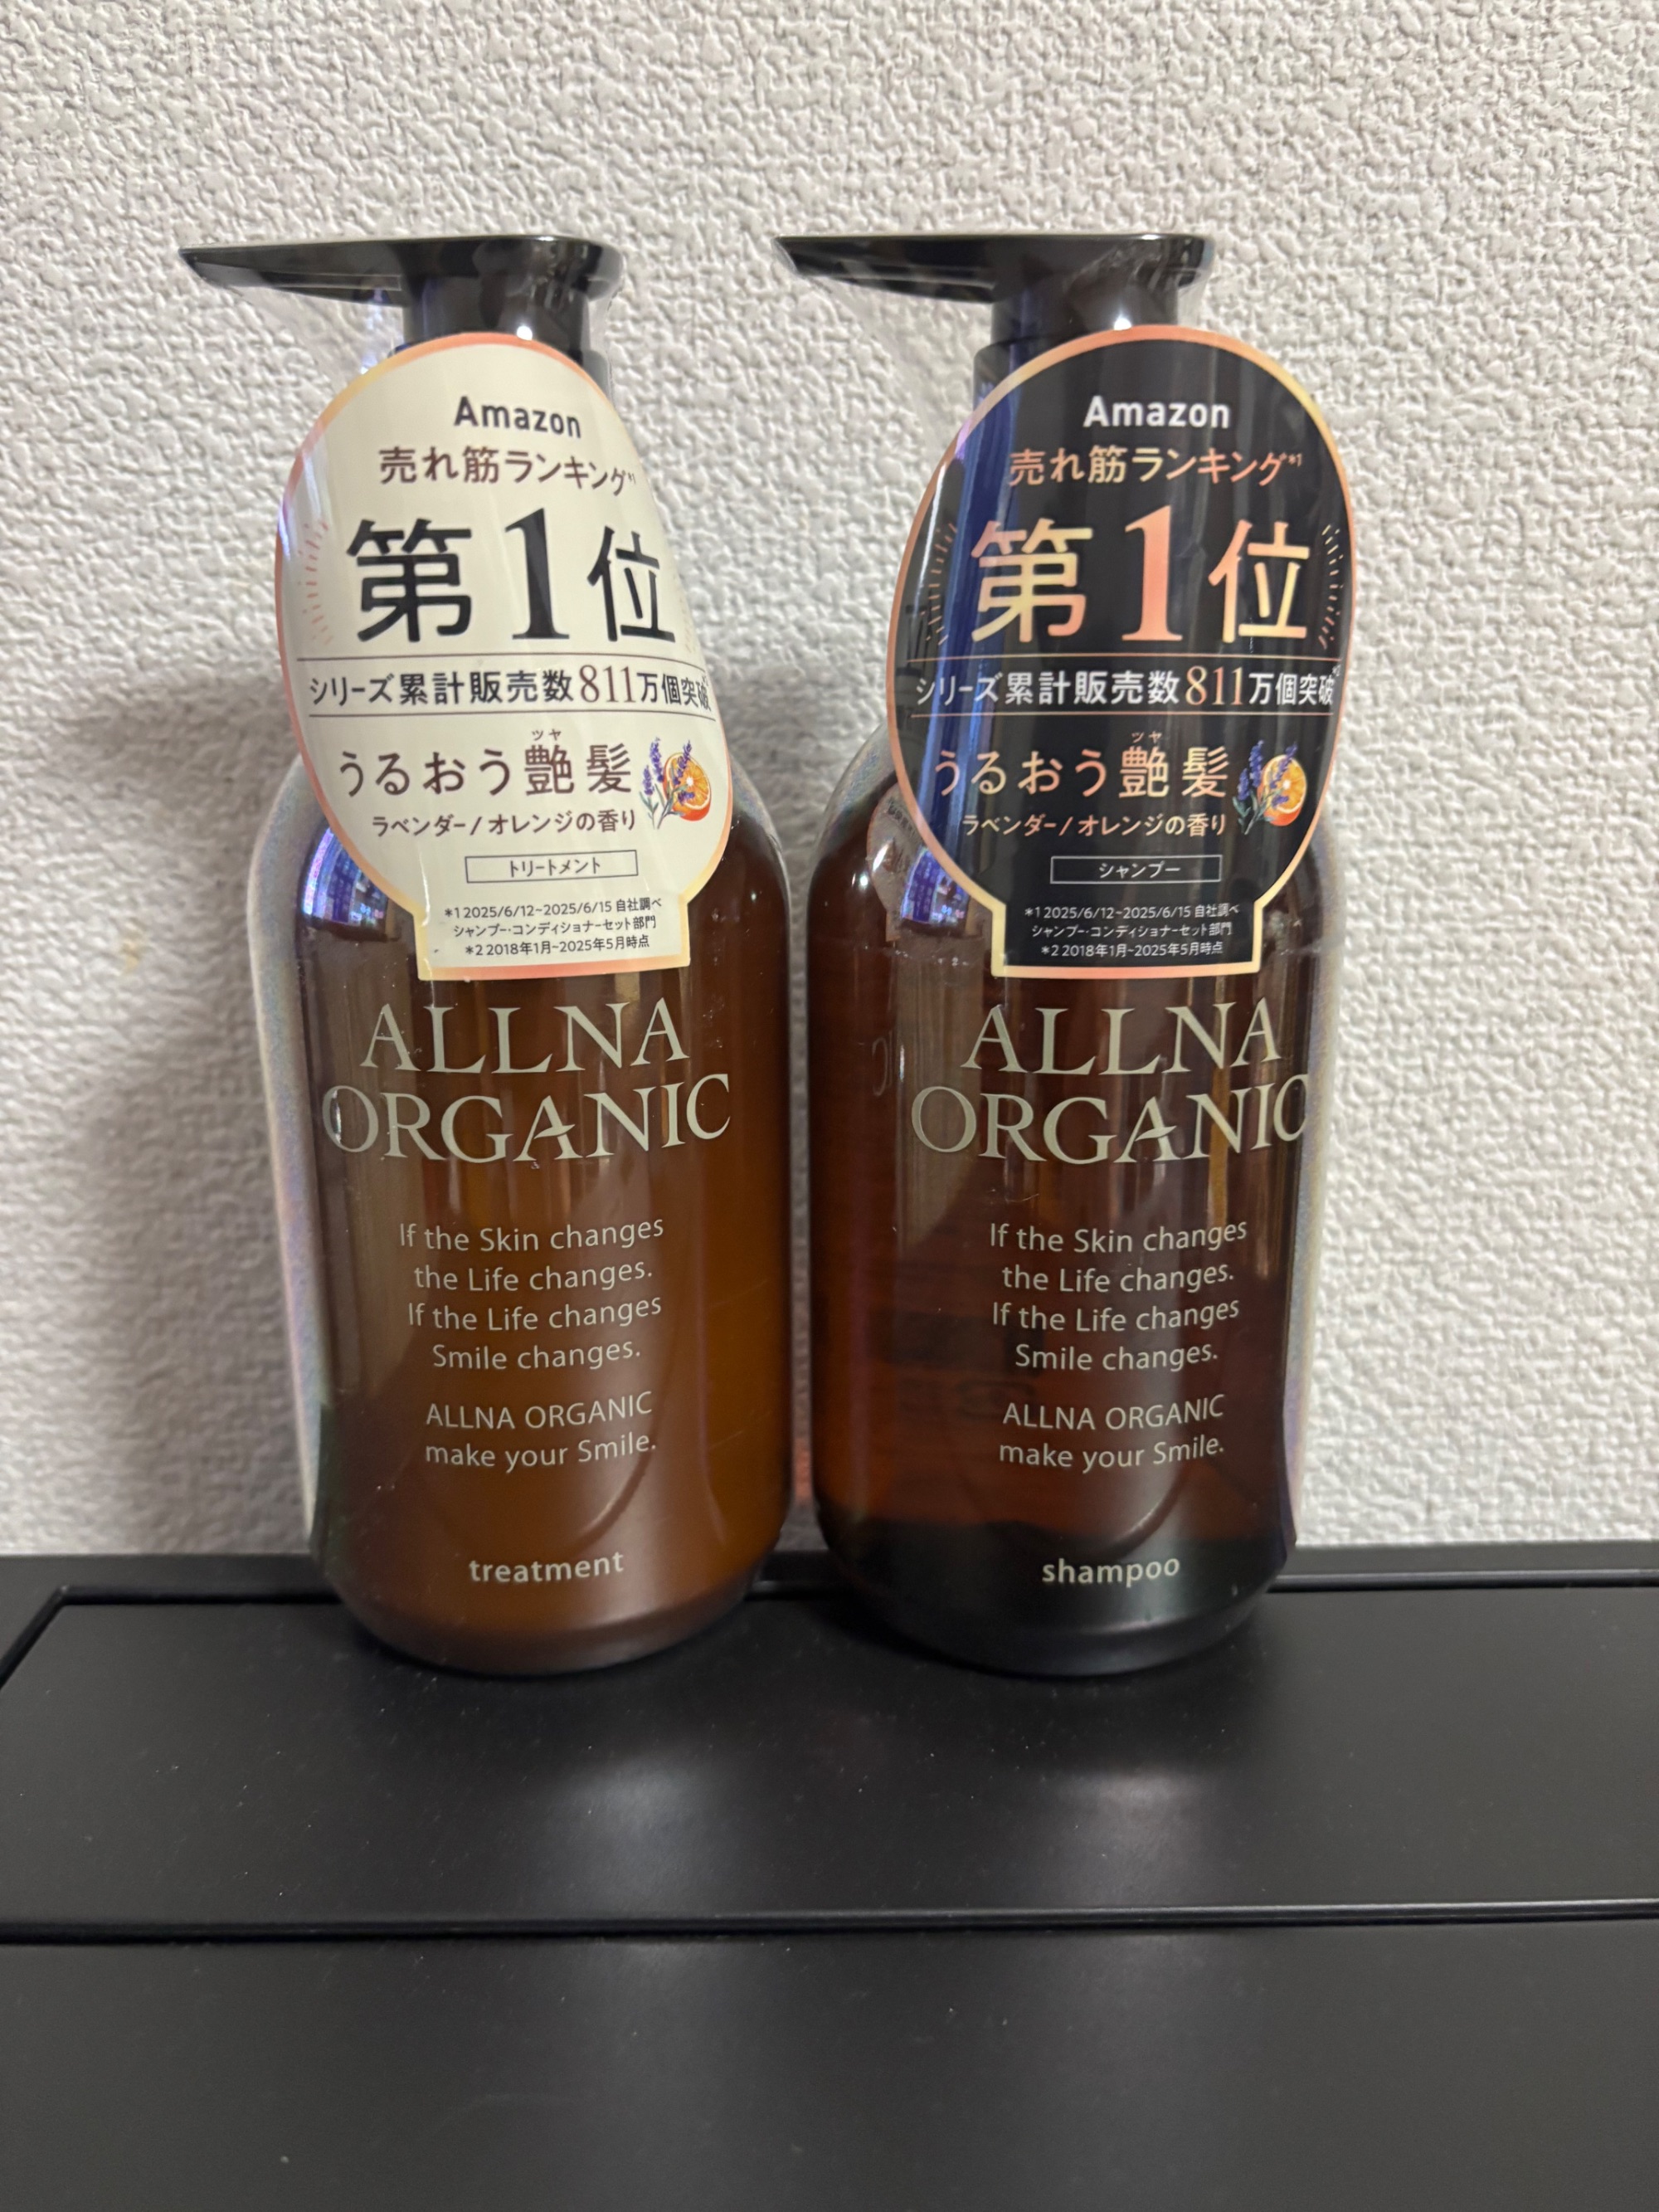 Amazon
売れ筋ランキング*1
第1位
シリーズ累計販売数811万個突破
ツヤ
うるおう艶髪
ラベンダー/オレンジの香り
トリートメント
*1 2025/6/12~2025/6/15 自社調べ
シャンプー・コンディショナーセット部門
*2 2018年1月~2025年5月時点
ALLNA
ORGANIC
If the Skin changes
the Life changes.
If the Life changes
Smile changes.
ALLNA ORGANIC
make your Smile.
treatment
Amazon
売れ筋ランキング*1
第1位
シリーズ累計販売数811万個突破
ツヤ
うるおう艶髪
ラベンダー/オレンジの香り
シャンプー
*1 2025/6/12~2025/6/15 自社調べ
シャンプー・コンディショナーセット部門
*2 2018年1月~2025年5月時点
ALLNA
ORGANIC
If the Skin changes
the Life changes.
If the Life changes
Smile changes.
ALLNA ORGANIC
make your Smile.
shampoo